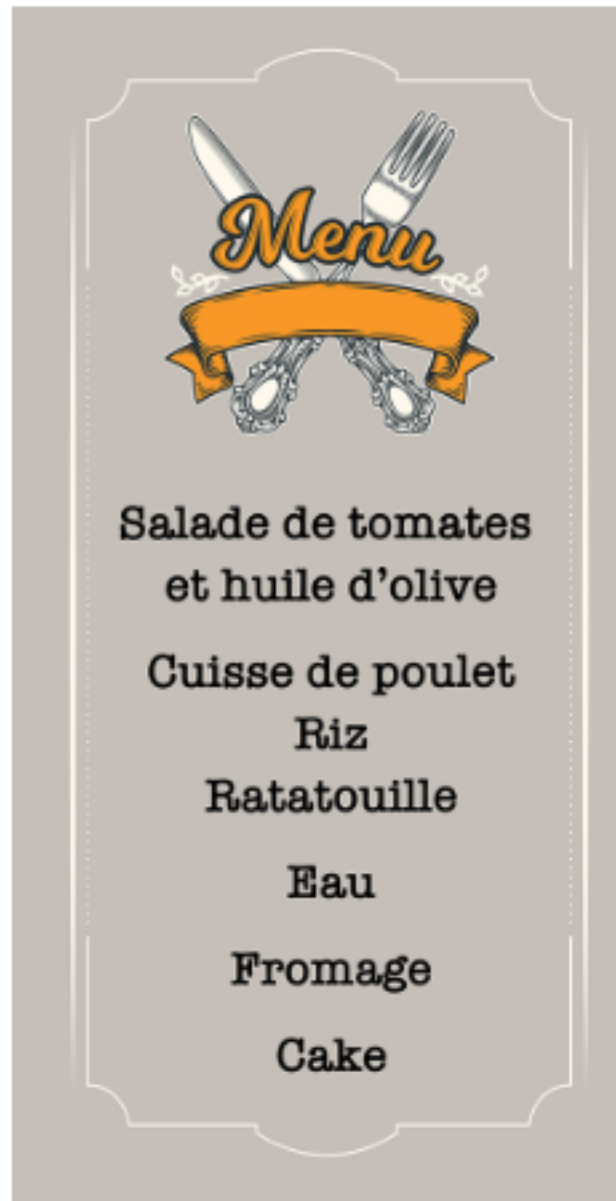 Menu
Salade de tomates
et huile d’olive
Cuisse de poulet
Riz
Ratatouille
Eau
Fromage
Cake